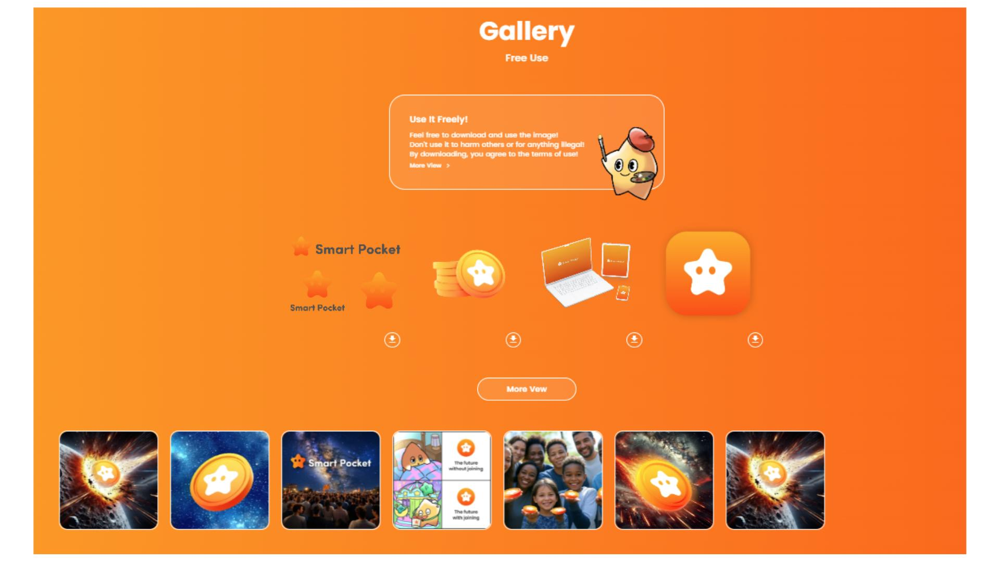 Gallery
Free Use
Use It Freely!
Feel free to download and use the image!
Don't use it to harm others or for anything illegal!
By downloading, you agree to the terms of use!
More View >
Smart Pocket
Smart Pocket
More Vew
Smart Pocket
The future
without joining
The future
with joining